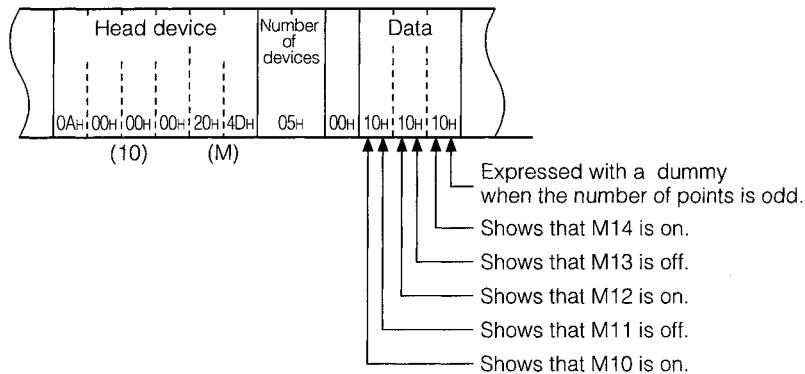 Head device
Number
of
devices
Data
0AH 00H 00H 00H 20H 4DH 05H 00H 10H 10H 10H
(10) (M)
Expressed with a dummy
when the number of points is odd.
Shows that M14 is on.
Shows that M13 is off.
Shows that M12 is on.
Shows that M11 is off.
Shows that M10 is on.